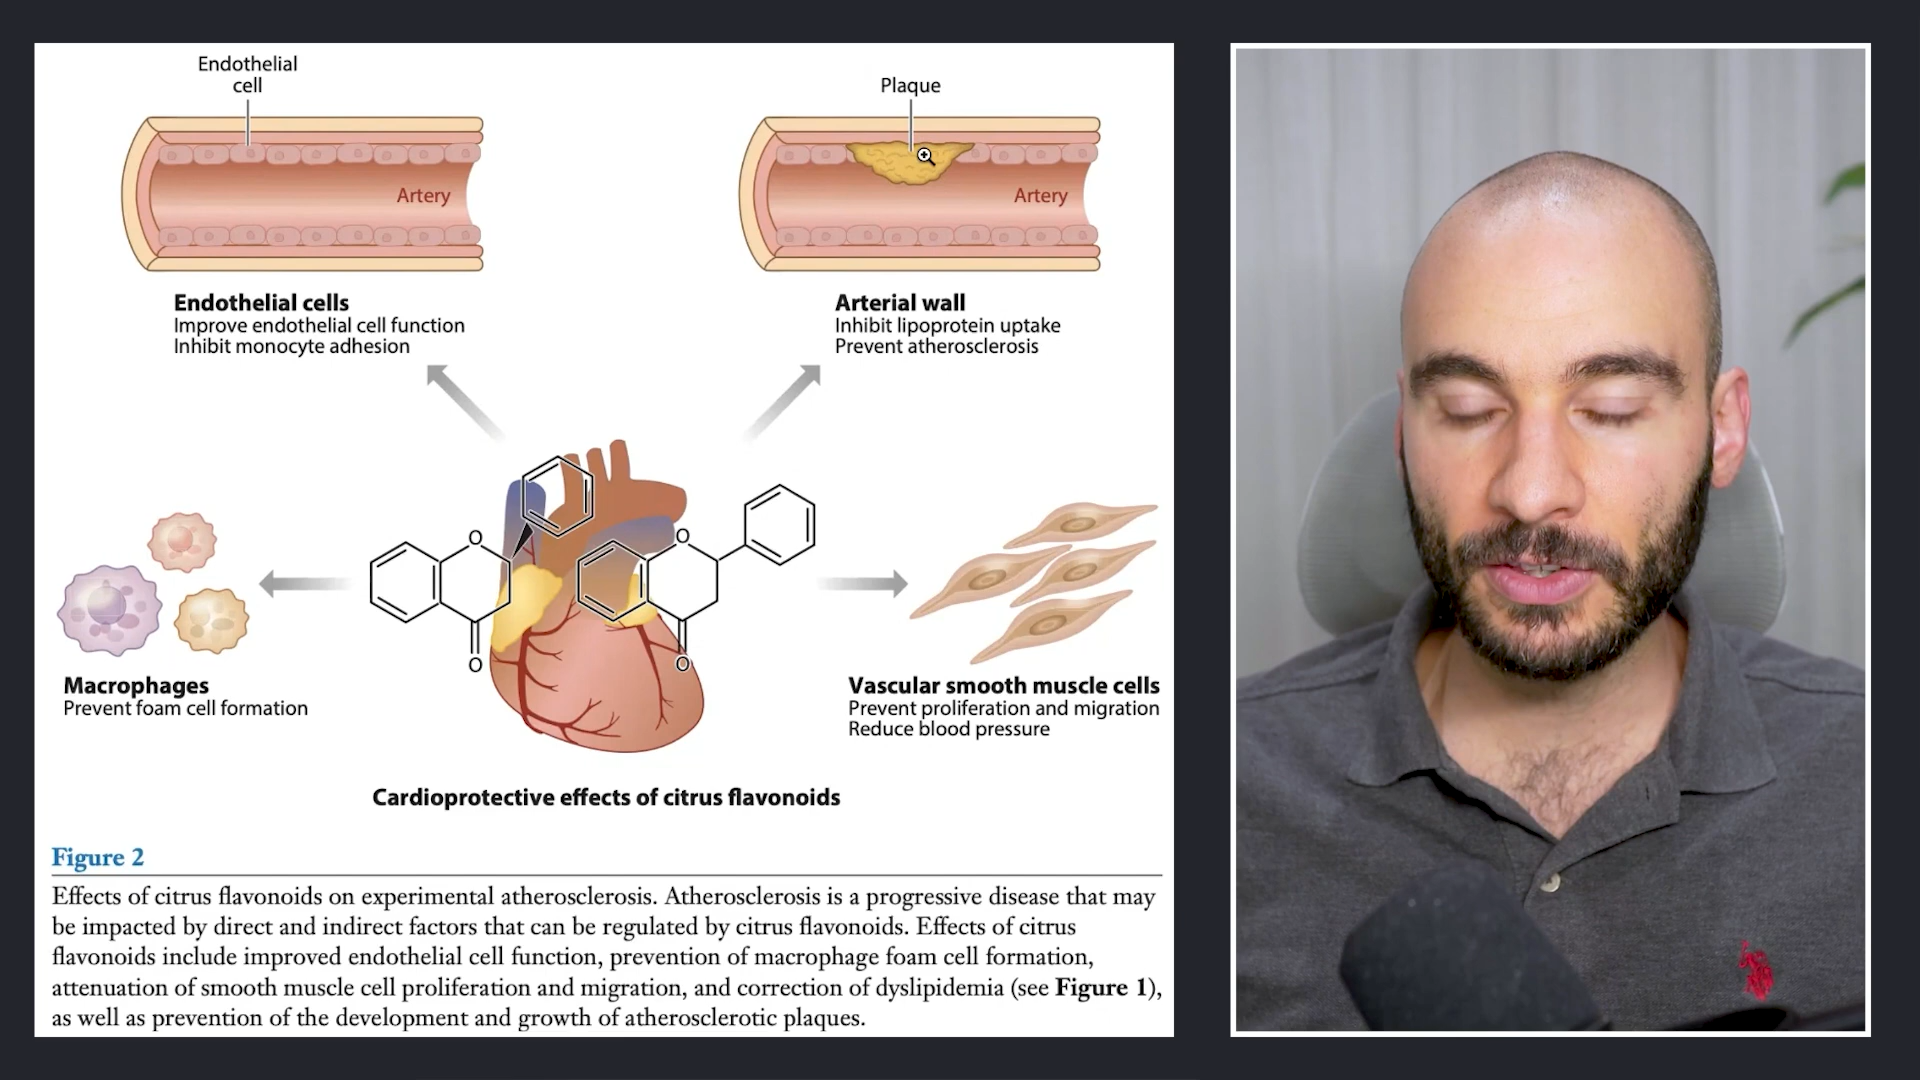 Endothelial
cell
Plaque
Artery
Artery
Endothelial cells
Improve endothelial cell function
Inhibit monocyte adhesion
Arterial wall
Inhibit lipoprotein uptake
Prevent atherosclerosis
O
O
O
O
Macrophages
Prevent foam cell formation
Vascular smooth muscle cells
Prevent proliferation and migration
Reduce blood pressure
Cardioprotective effects of citrus flavonoids
Figure 2
Effects of citrus flavonoids on experimental atherosclerosis. Atherosclerosis is a progressive disease that may
be impacted by direct and indirect factors that can be regulated by citrus flavonoids. Effects of citrus
flavonoids include improved endothelial cell function, prevention of macrophage foam cell formation,
attenuation of smooth muscle cell proliferation and migration, and correction of dyslipidemia (see Figure 1),
as well as prevention of the development and growth of atherosclerotic plaques.